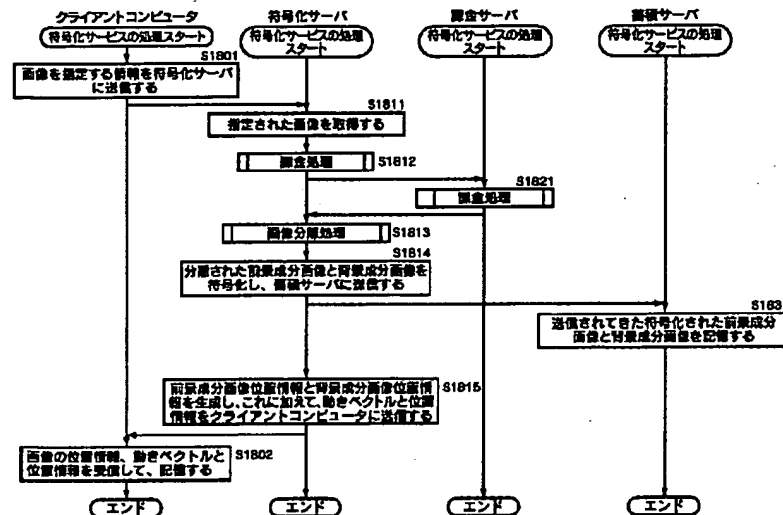 クライアントコンピュータ
符号化サーバ
課金サーバ
蓄積サーバ
符号化サービスの処理スタート
符号化サービスの処理
スタート
符号化サービスの処理
スタート
符号化サービスの処理
スタート
S1801
画像を指定する情報を符号化サーバ
に送信する
S1811
指定された画像を取得する
課金処理
S1812
S1821
課金処理
画像分離処理
S1813
S1814
分離された前景成分画像と背景成分画像を
符号化し、蓄積サーバに送信する
S183
送信されてきた符号化された前景成分
画像と背景成分画像を記憶する
前景成分画像位置情報と背景成分画像位置情
報を生成し、これに加えて、動きベクトルと位置
情報をクライアントコンピュータに送信する
S1815
画像の位置情報、動きベクトルと
位置情報を受信して、記憶する
S1802
エンド
エンド
エンド
エンド